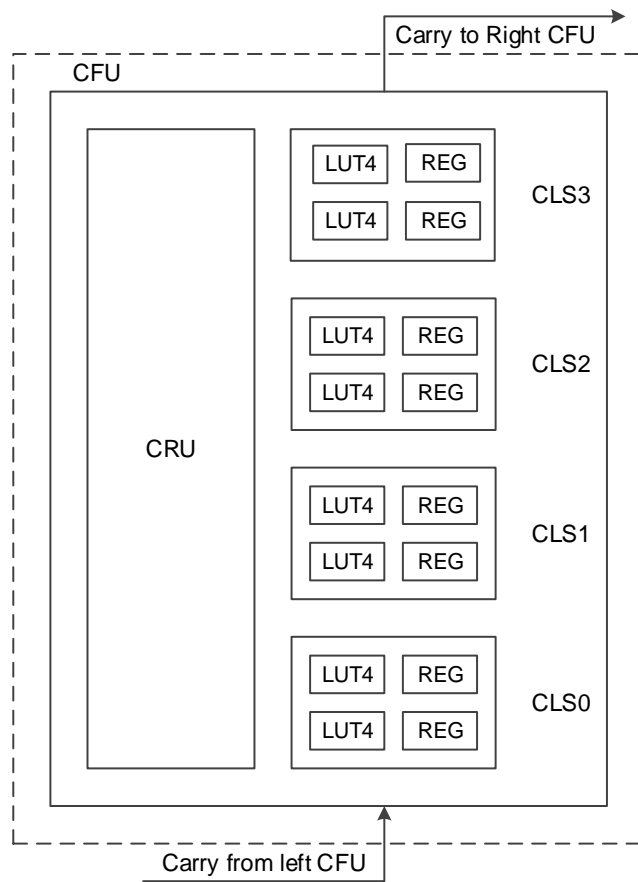 Carry to Right CFU
CFU
LUT4 REG
LUT4 REG
CLS3
LUT4 REG
LUT4 REG
CLS2
CRU
LUT4 REG
LUT4 REG
CLS1
LUT4 REG
LUT4 REG
CLS0
Carry from left CFU